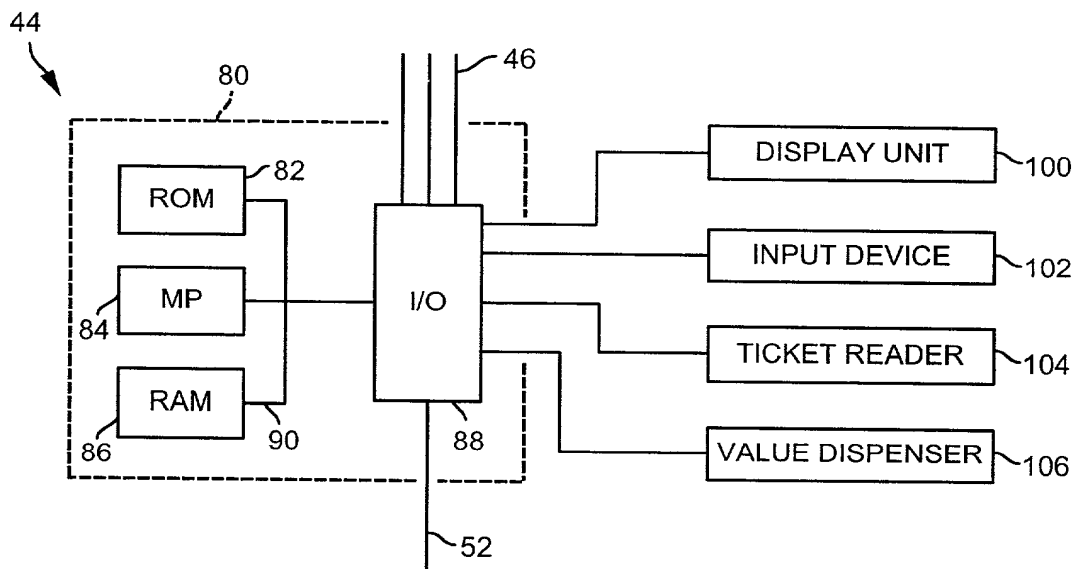 44
46
80
DISPLAY UNIT
100
ROM
82
INPUT DEVICE
102
MP
84
I/O
TICKET READER
104
RAM
86
90
88
VALUE DISPENSER
106
52